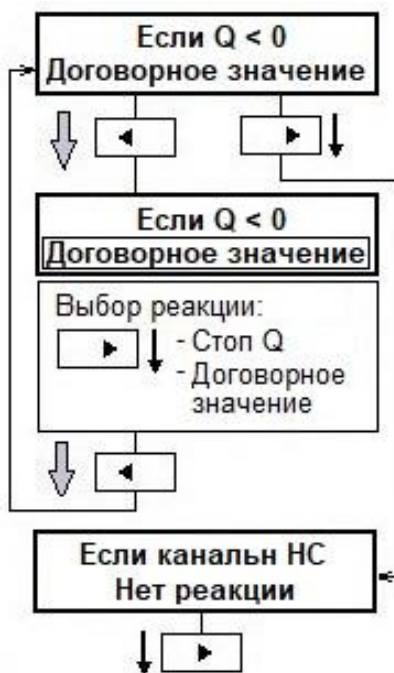 Если Q < 0
Договорное значение
Если Q < 0
Договорное значение
Выбор реакции:
- Стоп Q
- Договорное
значение
Если канальн НС
Нет реакции